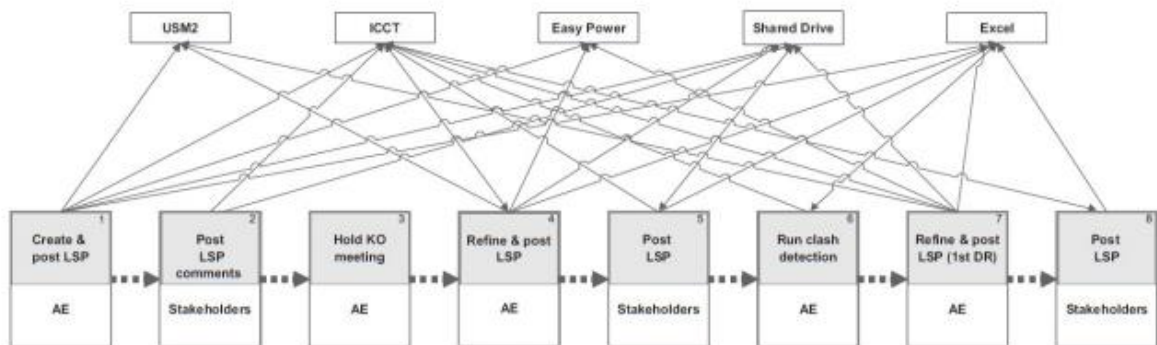 USM2
ICCT
Easy Power
Shared Drive
Excel
1
Create &
post LSP
AE
2
Post
LSP
comments
Stakeholders
3
Hold KO
meeting
AE
4
Refine & post
LSP
AE
5
Post
LSP
Stakeholders
6
Run clash
detection
AE
7
Refine & post
LSP (1st DR)
AE
8
Post
LSP
Stakeholders